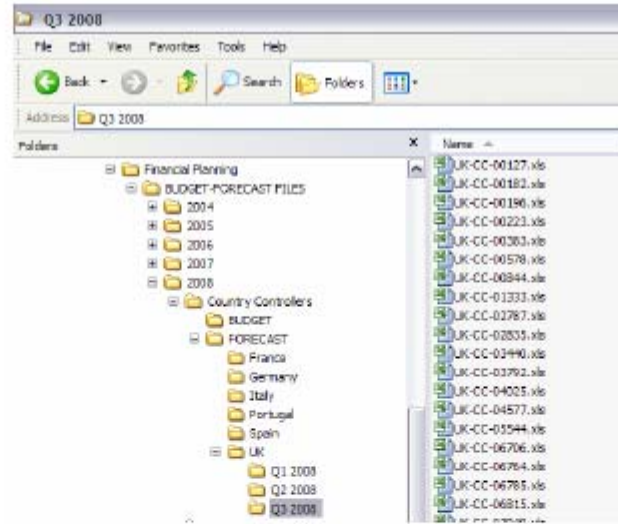 Q3 2008
File Edit View Favorites Tools Help
Back Search Folders
Address Q3 2008
Folders x Name
Financial Planning
BUDGET-FORECAST FILES
2004
2005
2006
2007
2008
Country Controllers
BUDGET
FORECAST
France
Germany
Italy
Portugal
Spain
UK
Q1 2008
Q2 2008
Q3 2008
UK-CC-00127.xls
UK-CC-00182.xls
UK-CC-00196.xls
UK-CC-00223.xls
UK-CC-00383.xls
UK-CC-00578.xls
UK-CC-00844.xls
UK-CC-01333.xls
UK-CC-02787.xls
UK-CC-02835.xls
UK-CC-03440.xls
UK-CC-03792.xls
UK-CC-04025.xls
UK-CC-04577.xls
UK-CC-05544.xls
UK-CC-06706.xls
UK-CC-06764.xls
UK-CC-06785.xls
UK-CC-06815.xls